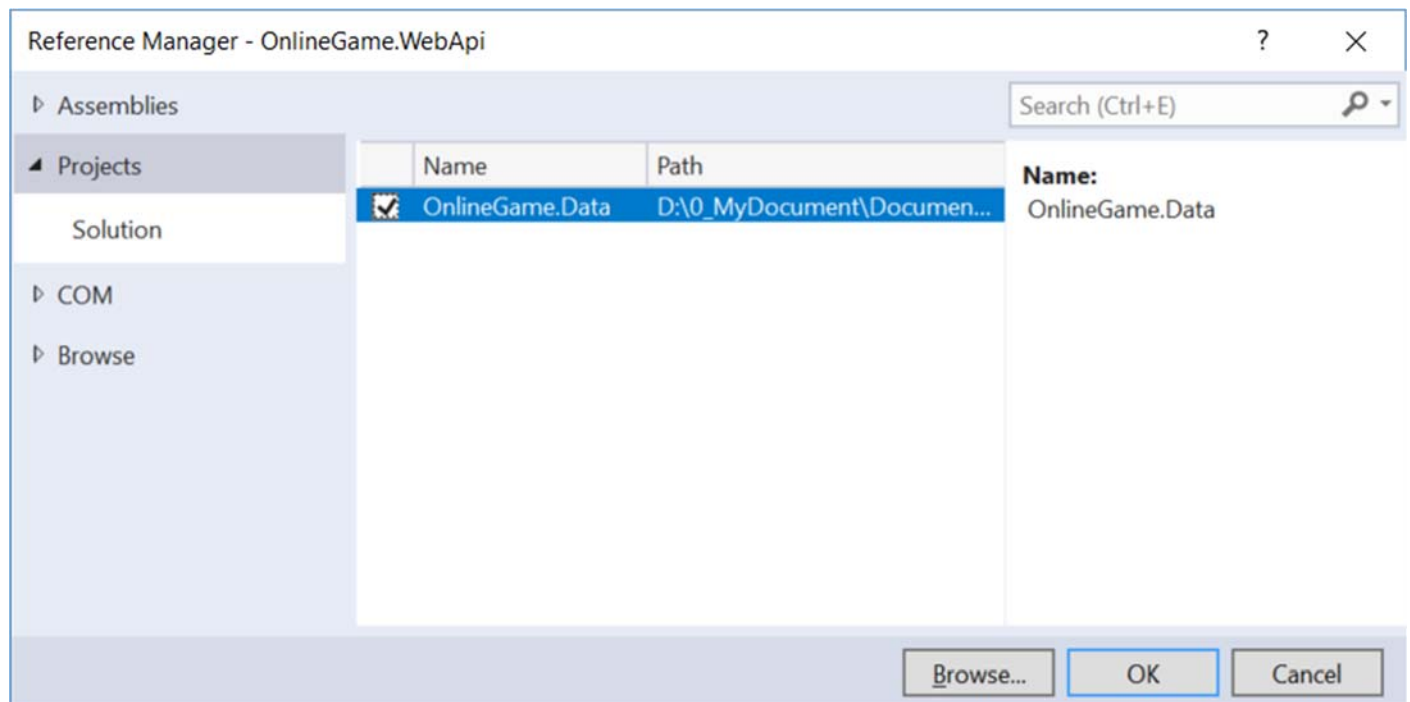 Reference Manager - OnlineGame.WebApi ?
Assemblies
Search (Ctrl+E)
Projects
Name Path
Name:
OnlineGame.Data D:\0_MyDocument\Documen...
OnlineGame.Data
Solution
COM
Browse
Browse... OK Cancel